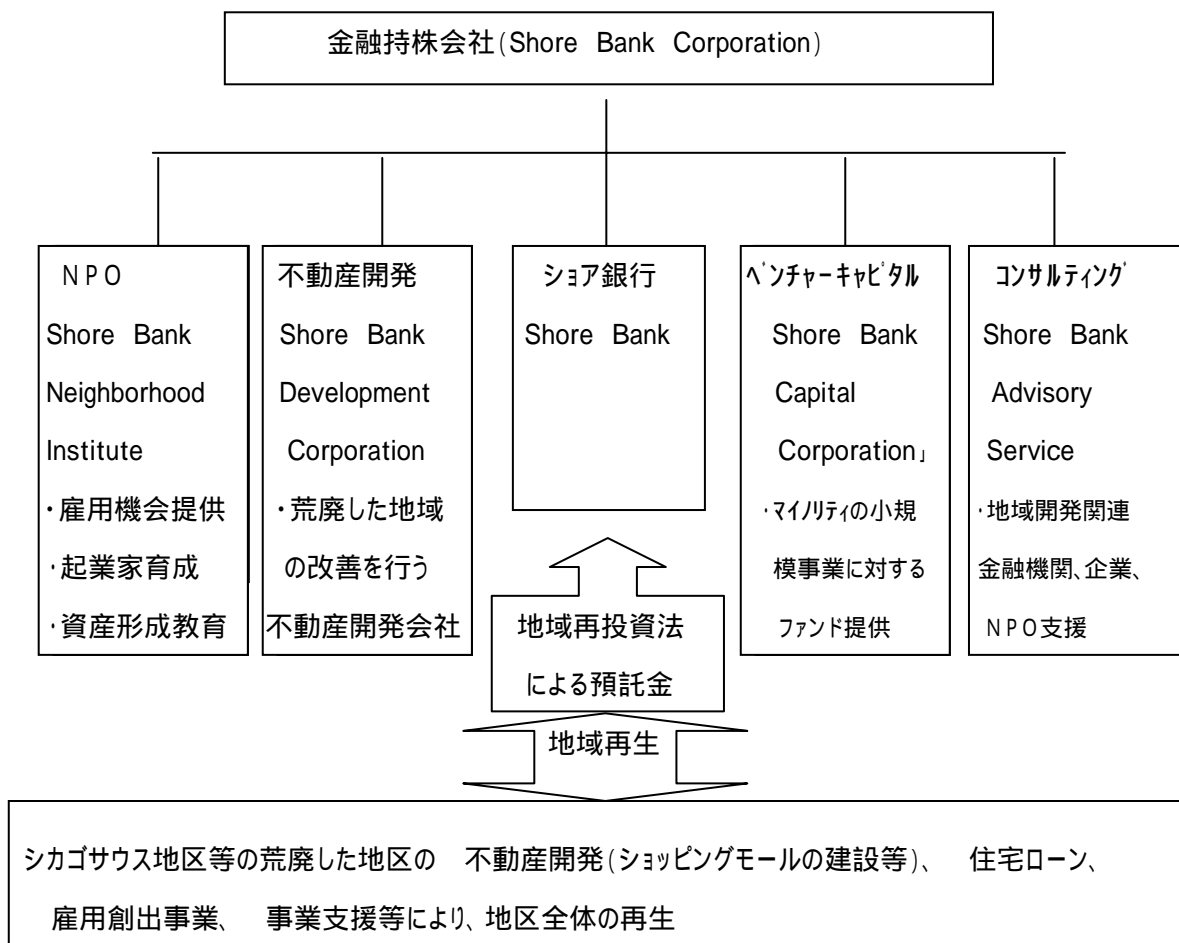 金融持株会社(Shore Bank Corporation)
NPO
Shore Bank
Neighborhood
Institute
・雇用機会提供
・起業家育成
・資産形成教育
不動産開発
Shore Bank
Development
Corporation
・荒廃した地域
の改善を行う
不動産開発会社
ショア銀行
Shore Bank
ベンチャーキャピタル
Shore Bank
Capital
Corporation」
・マイノリティの小規
模事業に対する
ファンド提供
コンサルティング
Shore Bank
Advisory
Service
・地域開発関連
金融機関、企業、
NPO支援
地域再投資法
による預託金
地域再生
シカゴサウス地区等の荒廃した地区の 不動産開発(ショッピングモールの建設等)、 住宅ローン、
雇用創出事業、 事業支援等により、地区全体の再生